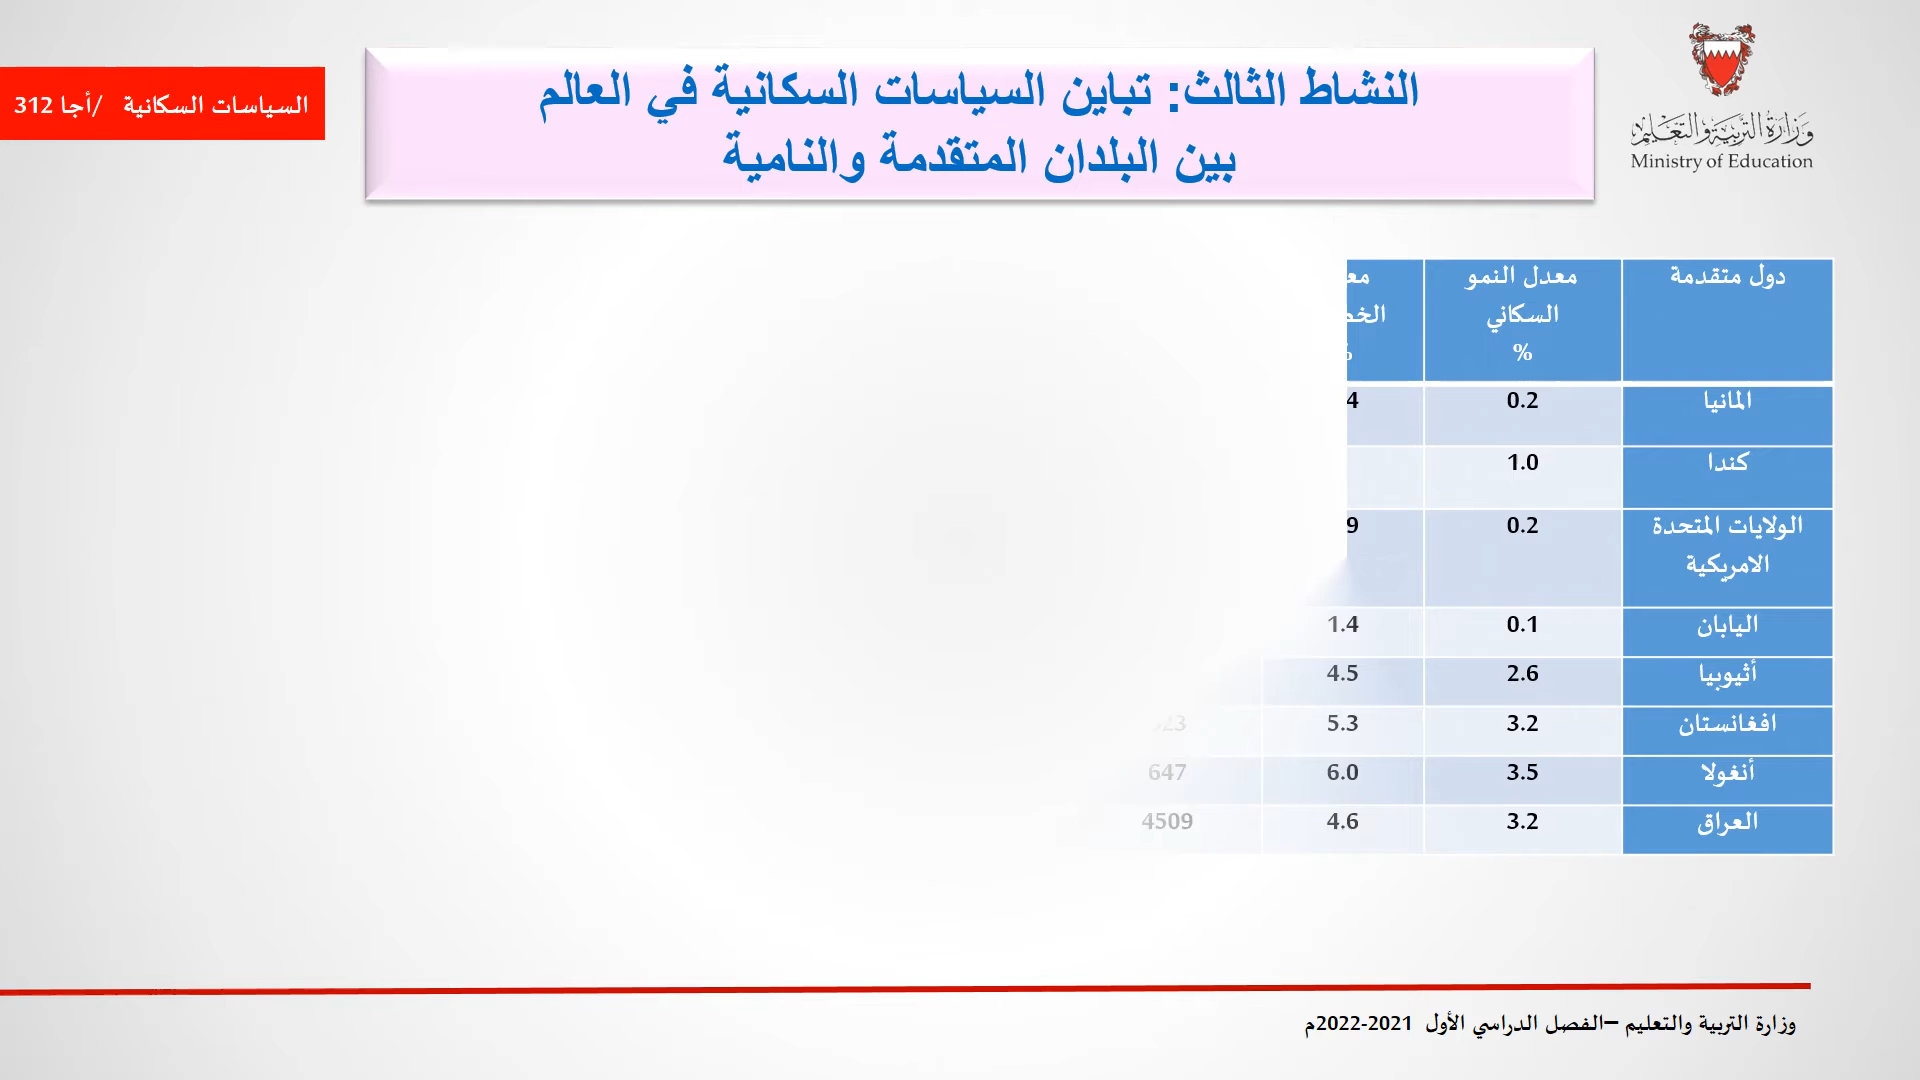 وزارة التربية والتعليم
Ministry of Education
السياسات السكانية /أجا 312
النشاط الثالث: تباين السياسات السكانية في العالم
بين البلدان المتقدمة والنامية
دول متقدمة
معدل النمو
السكاني
%
المانيا 0.2
كندا 1.0
الولايات المتحدة
الامريكية
0.2
اليابان 0.1 1.4
أثيوبيا 2.6 4.5
افغانستان 3.2 5.3
أنغولا 3.5 6.0 647
العراق 3.2 4.6 4509
وزارة التربية والتعليم –الفصل الدراسي الأول 2021-2022م